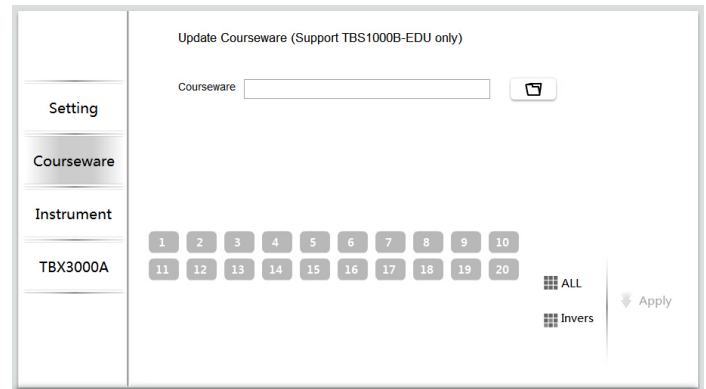 Update Courseware (Support TBS1000B-EDU only)
Courseware
Setting
Courseware
Instrument
TBX3000A
1 2 3 4 5 6 7 8 9 10
11 12 13 14 15 16 17 18 19 20
ALL
Invers
Apply